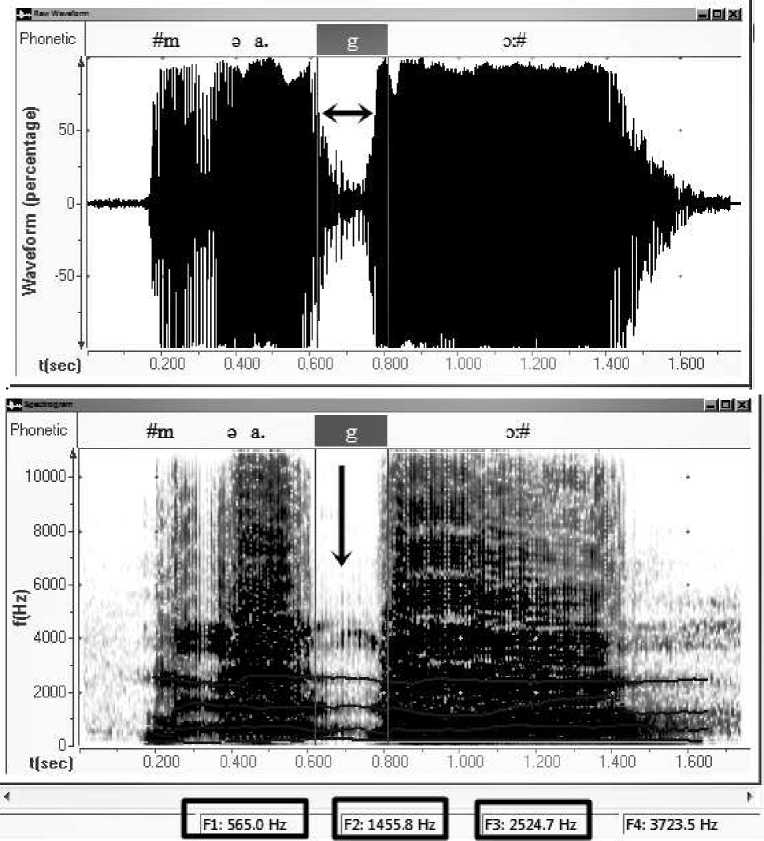 Raw Waveform
Phonetic #m ə a. g ɔ:#
Waveform (percentage)
50
0
-50
t(sec) 0.200 0.400 0.600 0.800 1.000 1.200 1.400 1.600
Spectrogram
Phonetic #m ə a. g ɔ:#
f(Hz)
10000
8000
6000
4000
2000
0
t(sec) 0.200 0.400 0.600 0.800 1.000 1.200 1.400 1.600
F1: 565.0 Hz F2: 1455.8 Hz F3: 2524.7 Hz F4: 3723.5 Hz